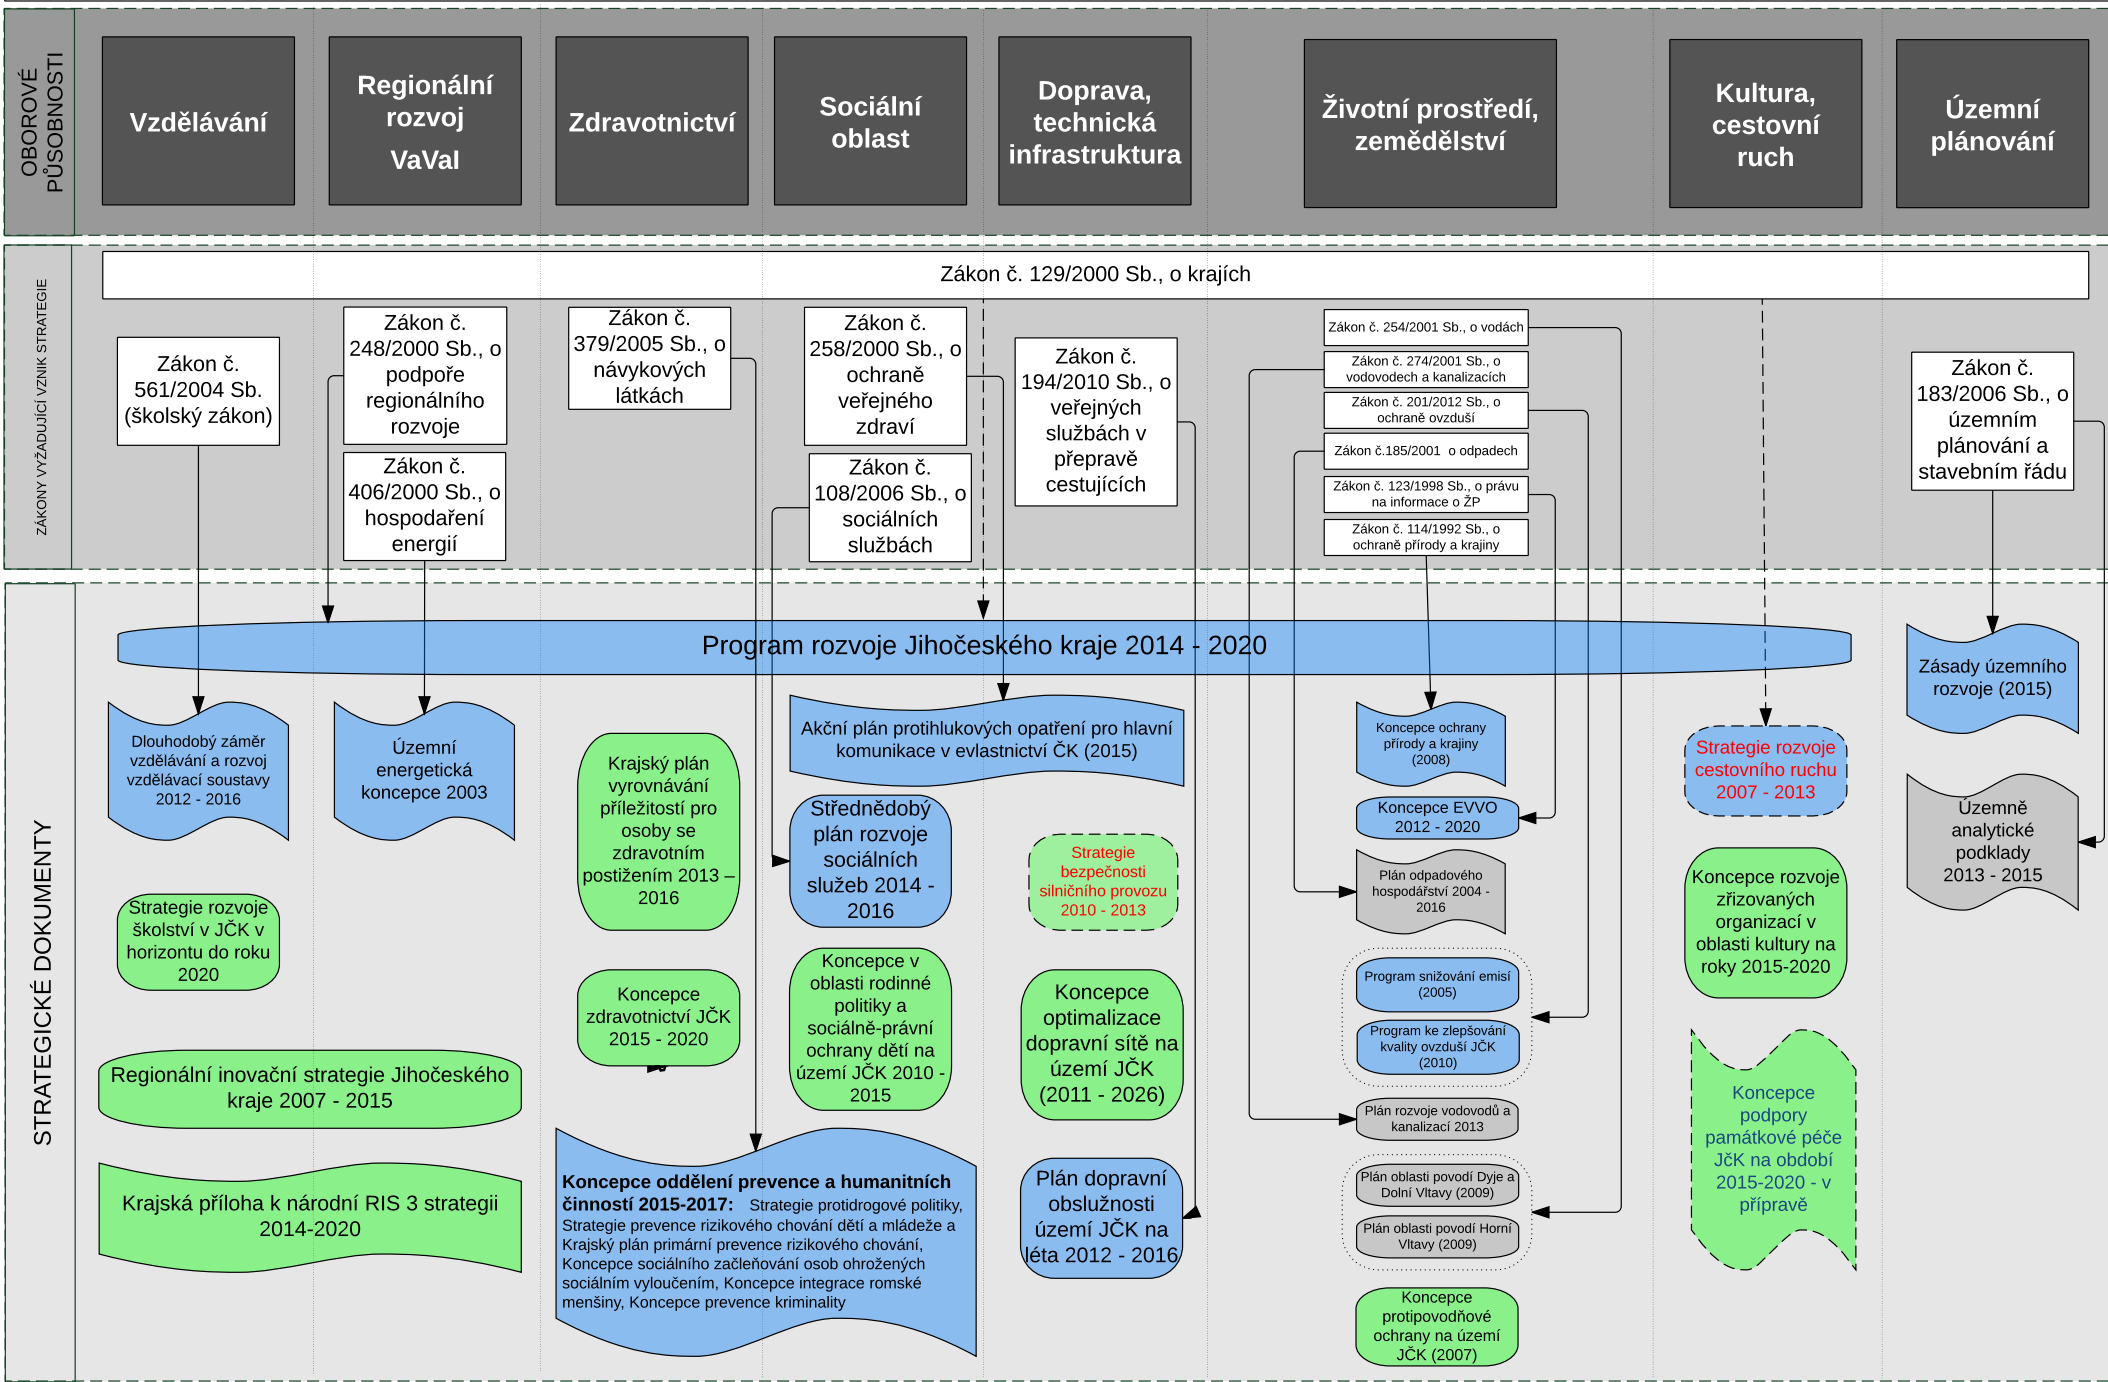 OBOROVÉ
PŮSOBNOSTI
Vzdělávání
Regionální
rozvoj
VaVaI
Zdravotnictví
Sociální
oblast
Doprava,
technická
infrastruktura
Životní prostředí,
zemědělství
Kultura,
cestovní
ruch
Územní
plánování
ZÁKONY VYŽADUJÍCÍ VZNIK STRATEGIE
Zákon č. 129/2000 Sb., o krajích
Zákon č.
561/2004 Sb.
(školský zákon)
Zákon č.
248/2000 Sb., o
podpoře
regionálního
rozvoje
Zákon č.
406/2000 Sb., o
hospodaření
energií
Zákon č.
379/2005 Sb., o
návykových
látkách
Zákon č.
258/2000 Sb., o
ochraně
veřejného
zdraví
Zákon č.
108/2006 Sb., o
sociálních
službách
Zákon č.
194/2010 Sb., o
veřejných
službách v
přepravě
cestujících
Zákon č. 254/2001 Sb., o vodách
Zákon č. 274/2001 Sb., o
vodovodech a kanalizacích
Zákon č. 201/2012 Sb., o
ochraně ovzduší
Zákon č.185/2001  o odpadech
Zákon č. 123/1998 Sb., o právu
na informace o ŽP
Zákon č. 114/1992 Sb., o
ochraně přírody a krajiny
Zákon č.
183/2006 Sb., o
územním
plánování a
stavebním řádu
STRATEGICKÉ DOKUMENTY
Program rozvoje Jihočeského kraje 2014 - 2020
Dlouhodobý záměr
vzdělávání a rozvoj
vzdělávací soustavy
2012 - 2016
Strategie rozvoje
školství v JČK v
horizontu do roku
2020
Územní
energetická
koncepce 2003
Regionální inovační strategie Jihočeského
kraje 2007 - 2015
Krajská příloha k národní RIS 3 strategii
2014-2020
Krajský plán
vyrovnávání
příležitostí pro
osoby se
zdravotním
postižením 2013 –
2016
Koncepce
zdravotnictví JČK
2015 - 2020
Koncepce oddělení prevence a humanitních
činností 2015-2017:   Strategie protidrogové politiky,
Strategie prevence rizikového chování dětí a mládeže a
Krajský plán primární prevence rizikového chování,
Koncepce sociálního začleňování osob ohrožených
sociálním vyloučením, Koncepce integrace romské
menšiny, Koncepce prevence kriminality
Akční plán protihlukových opatření pro hlavní
komunikace v evlastnictví ČK (2015)
Střednědobý
plán rozvoje
sociálních
služeb 2014 -
2016
Koncepce v
oblasti rodinné
politiky a
sociálně-právní
ochrany dětí na
území JČK 2010 -
2015
Strategie
bezpečnosti
silničního provozu
2010 - 2013
Koncepce
optimalizace
dopravní sítě na
území JČK
(2011 - 2026)
Plán dopravní
obslužnosti
území JČK na
léta 2012 - 2016
Koncepce ochrany
přírody a krajiny
(2008)
Koncepce EVVO
2012 - 2020
Plán odpadového
hospodářství 2004 -
2016
Program snižování emisí
(2005)
Program ke zlepšování
kvality ovzduší JČK
(2010)
Plán rozvoje vodovodů a
kanalizací 2013
Plán oblasti povodí Dyje a
Dolní Vltavy (2009)
Plán oblasti povodí Horní
Vltavy (2009)
Koncepce
protipovodňové
ochrany na území
JČK (2007)
Strategie rozvoje
cestovního ruchu
2007 - 2013
Koncepce rozvoje
zřizovaných
organizací v
oblasti kultury na
roky 2015-2020
Koncepce
podpory
památkové péče
JčK na období
2015-2020 - v
přípravě
Zásady územního
rozvoje (2015)
Územně
analytické
podklady
2013 - 2015